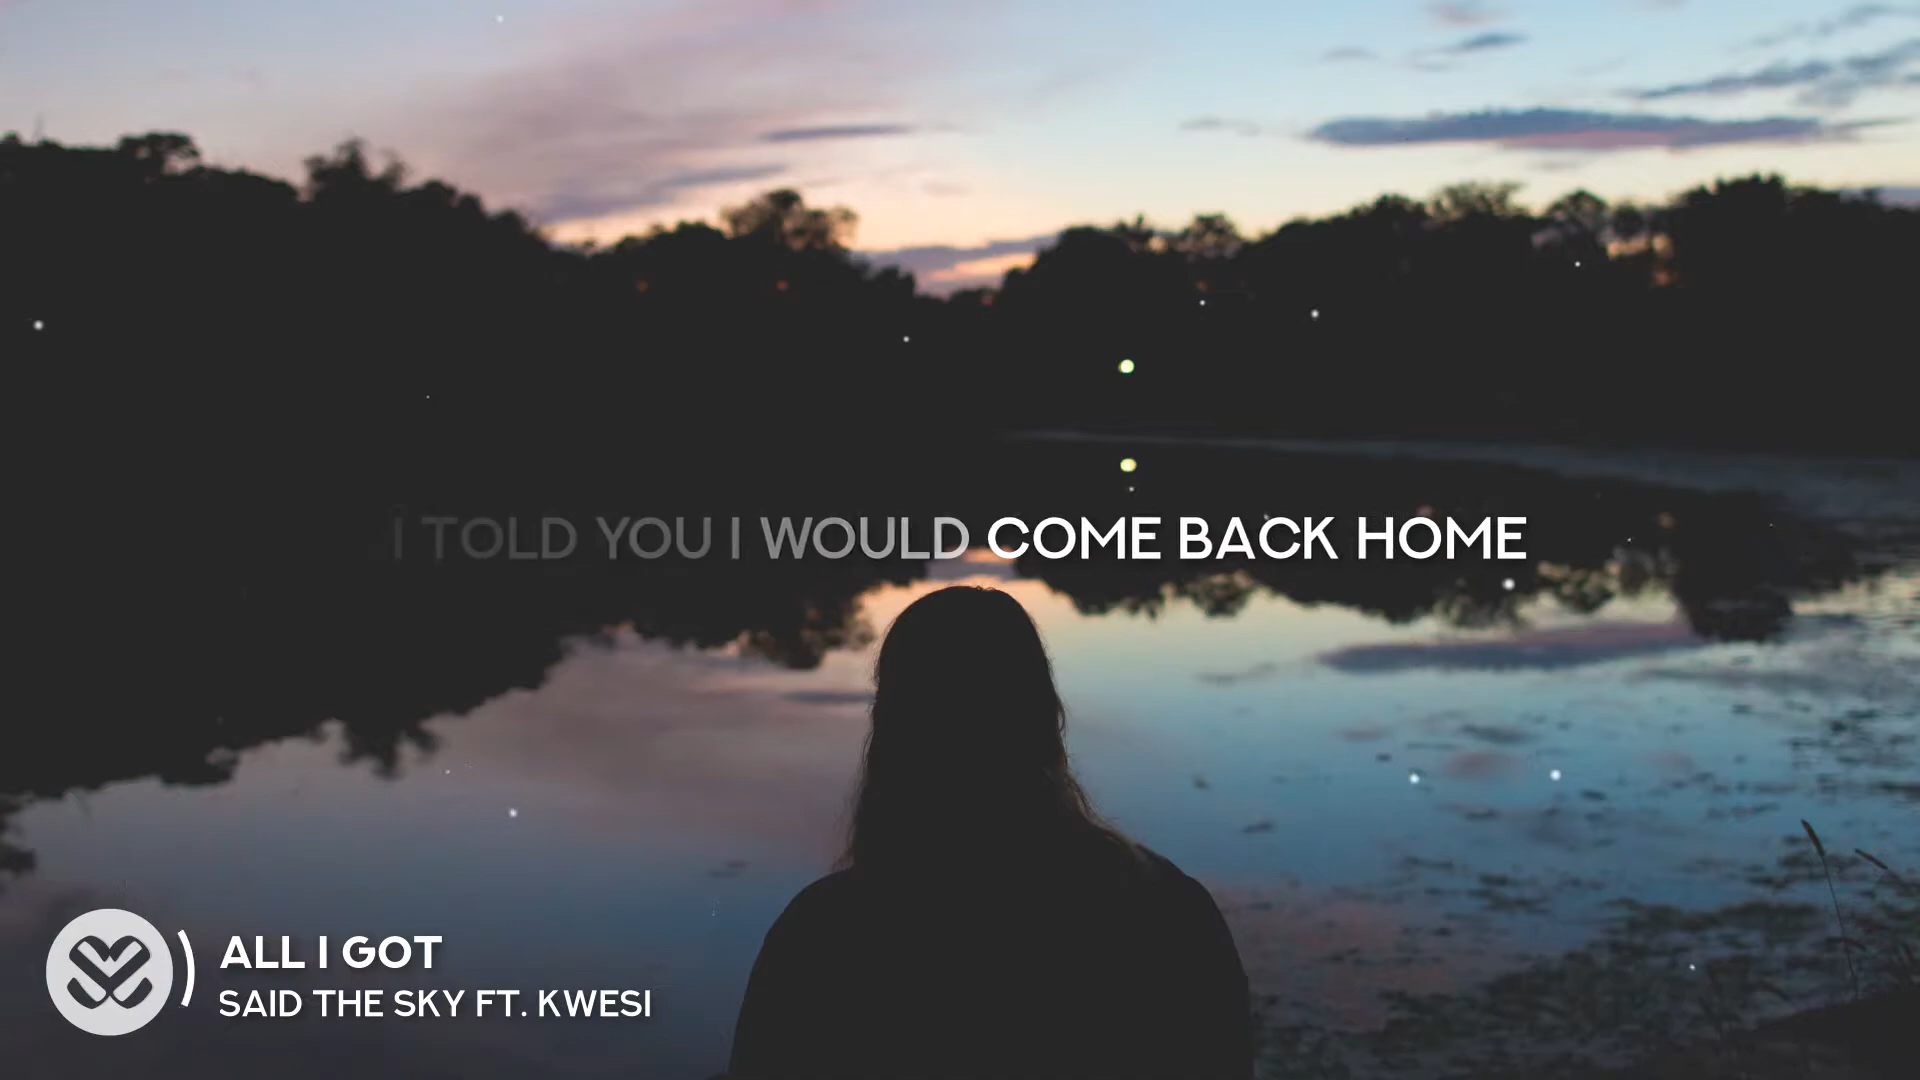 I TOLD YOU I WOULD COME BACK HOME
ALL I GOT
SAID THE SKY FT. KWESI